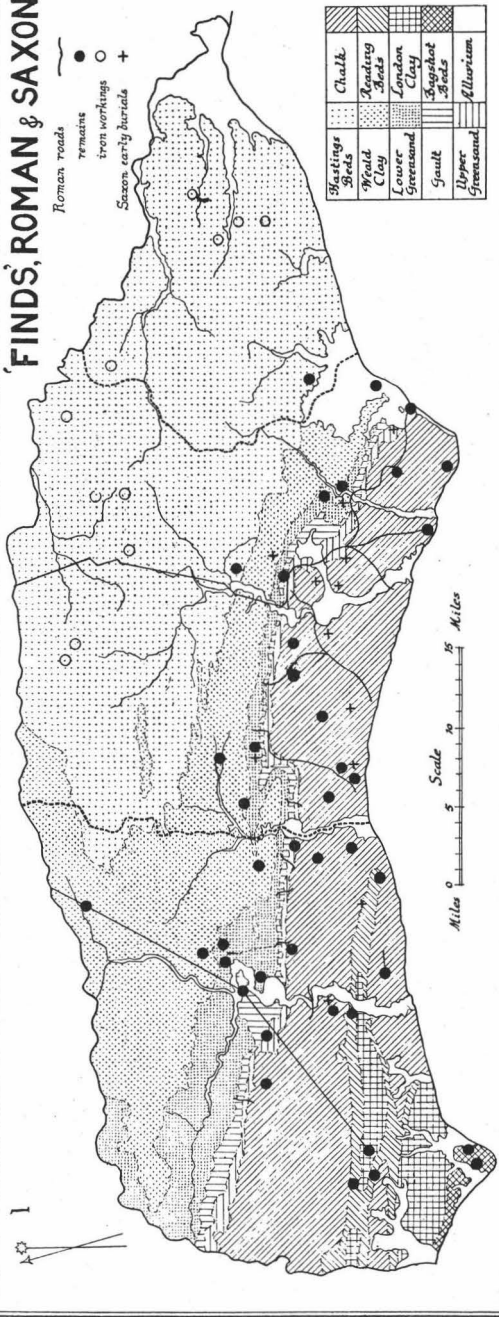 'FINDS', ROMAN & SAXON
Roman roads
remains
iron workings
Saxon early burials
1
Hastings Beds
Chalk
Weald Clay
Reading Beds
Lower Greensand
London Clay
Gault
Bagshot Beds
Upper Greensand
Alluvium
Miles 0 5 10 15 Miles
Scale